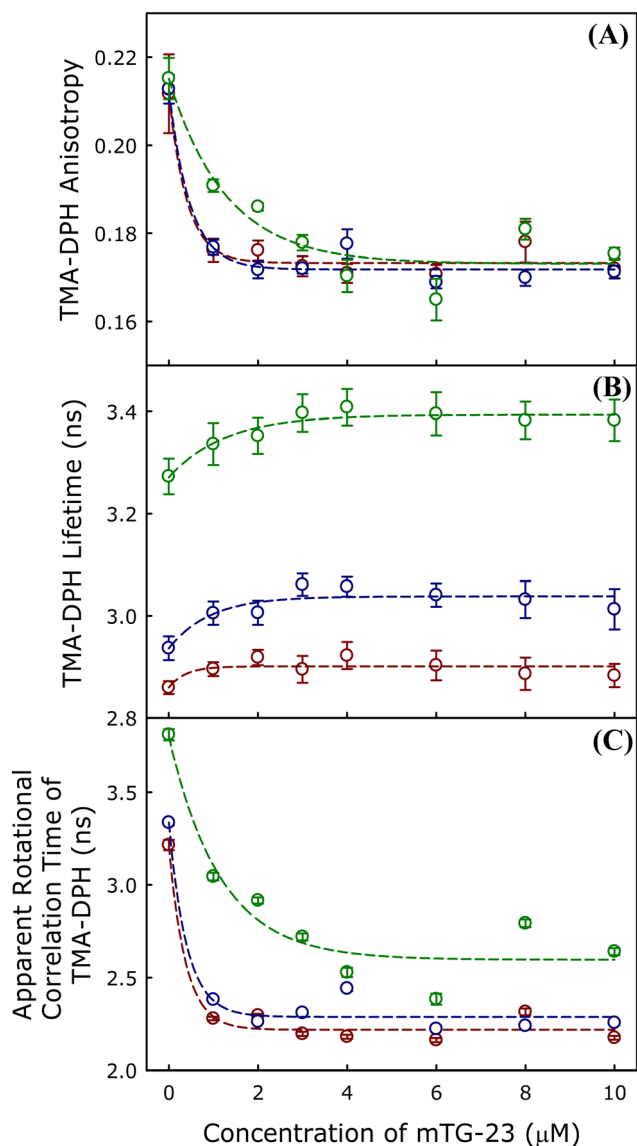 (A)
TMA-DPH Anisotropy
0.22
0.20
0.18
0.16
(B)
TMA-DPH Lifetime (ns)
3.4
3.2
3.0
2.8
(C)
Apparent Rotational
Correlation Time of
TMA-DPH (ns)
3.5
3.0
2.5
2.0
0 2 4 6 8 10
Concentration of mTG-23 (μM)